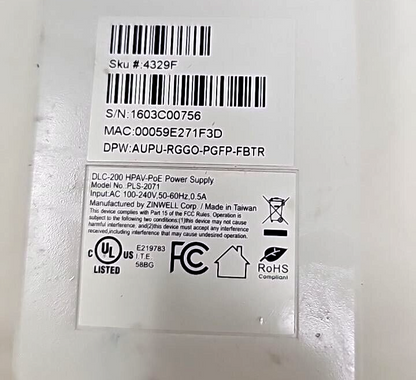 Sku #:4329F
S/N:1603C00756
MAC:00059E271F3D
DPW:AUPU-RGGO-PGFP-FBTR
DLC-200 HPAV-PoE Power Supply
Model No. PLS-2071
Input:AC 100-240V,50-60Hz,0.5A
Manufactured by ZINWELL Corp. / Made in Taiwan
This device complies with Part 15 of the FCC Rules. Operation is
subject to the following two conditions:(1)this device may not cause
harmful interference, and(2)this device must accept any interference
received,including interference that may cause undesired operation.
c UL US
LISTED
E219783
I.T.E.
58BG
FC
RoHS
Compliant